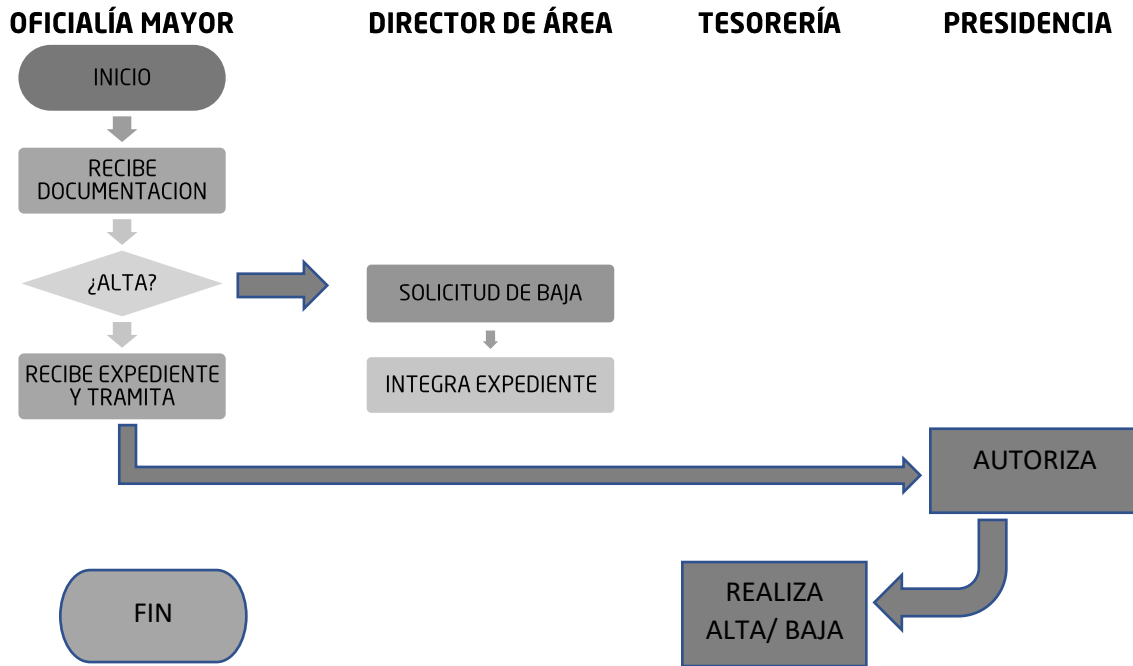 OFICIALÍA MAYOR
DIRECTOR DE ÁREA
TESORERÍA
PRESIDENCIA
INICIO
RECIBE
DOCUMENTACION
¿ALTA?
SOLICITUD DE BAJA
RECIBE EXPEDIENTE
Y TRAMITA
INTEGRA EXPEDIENTE
AUTORIZA
REALIZA
ALTA/ BAJA
FIN